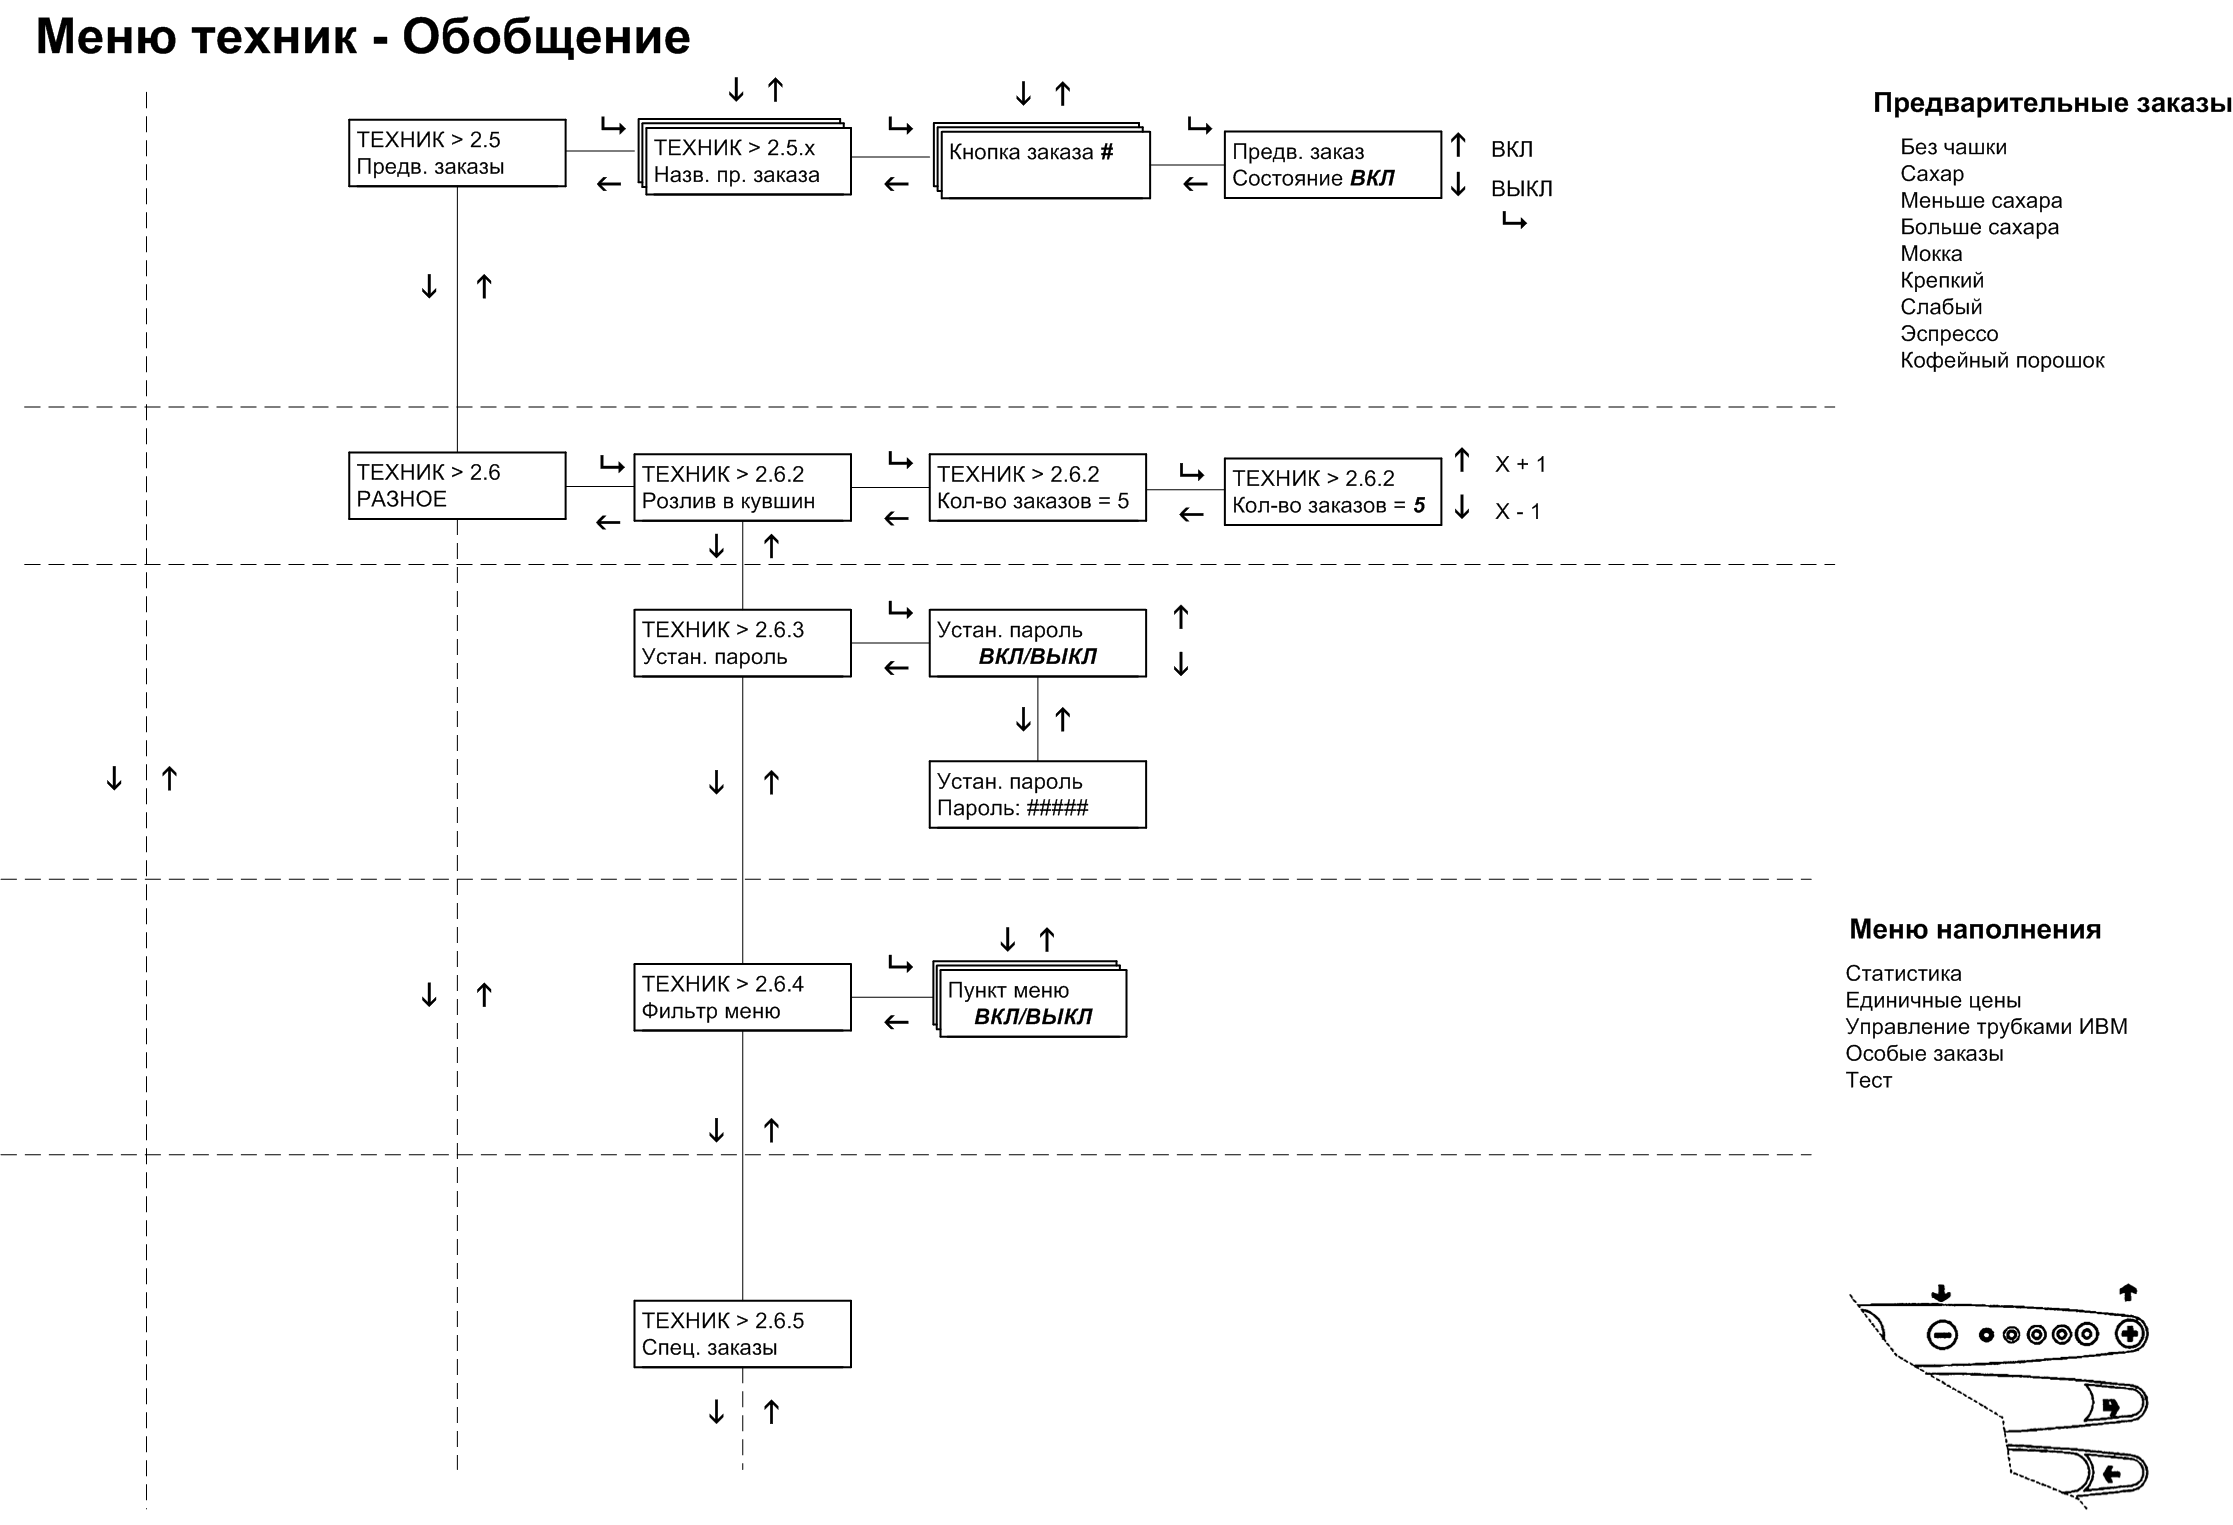 Меню техник - Обобщение
ТЕХНИК > 2.5
Предв. заказы
ТЕХНИК > 2.5.x
Назв. пр. заказа
Кнопка заказа #
Предв. заказ
Состояние ВКЛ
ВКЛ
ВЫКЛ
Предварительные заказы
Без чашки
Сахар
Меньше сахара
Больше сахара
Мокка
Крепкий
Слабый
Эспрессо
Кофейный порошок
ТЕХНИК > 2.6
РАЗНОЕ
ТЕХНИК > 2.6.2
Розлив в кувшин
ТЕХНИК > 2.6.2
Кол-во заказов = 5
ТЕХНИК > 2.6.2
Кол-во заказов = 5
X + 1
X - 1
ТЕХНИК > 2.6.3
Устан. пароль
Устан. пароль
ВКЛ/ВЫКЛ
Устан. пароль
Пароль: #####
ТЕХНИК > 2.6.4
Фильтр меню
Пункт меню
ВКЛ/ВЫКЛ
Меню наполнения
Статистика
Единичные цены
Управление трубками ИВМ
Особые заказы
Тест
ТЕХНИК > 2.6.5
Спец. заказы